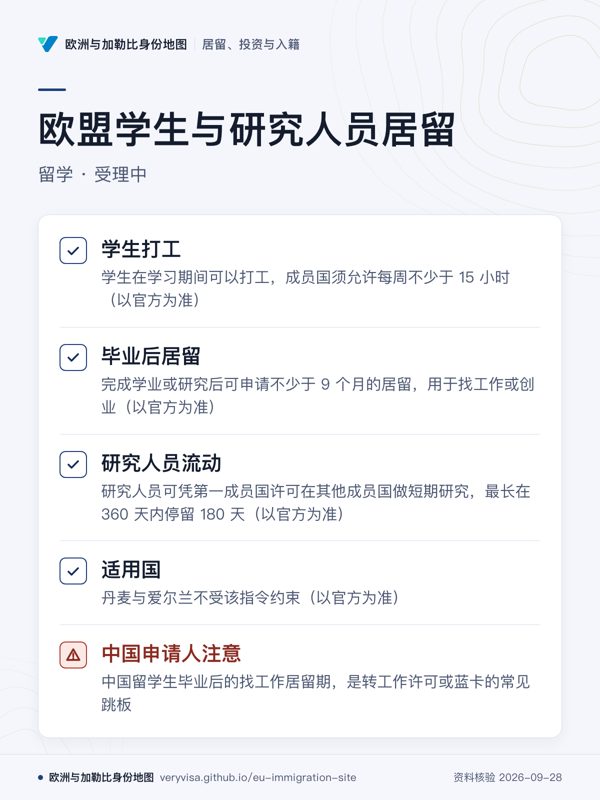 欧洲与加勒比身份地图 居留、投资与入籍
欧盟学生与研究人员居留
留学 · 受理中
学生打工
学生在学习期间可以打工，成员国须允许每周不少于 15 小时
（以官方为准）
毕业后居留
完成学业或研究后可申请不少于 9 个月的居留，用于找工作或创
业（以官方为准）
研究人员流动
研究人员可凭第一成员国许可在其他成员国做短期研究，最长在
360 天内停留 180 天（以官方为准）
适用国
丹麦与爱尔兰不受该指令约束（以官方为准）
中国申请人注意
中国留学生毕业后的找工作居留期，是转工作许可或蓝卡的常见
跳板
欧洲与加勒比身份地图 veryvisa.github.io/eu-immigration-site 资料核验 2026-09-28